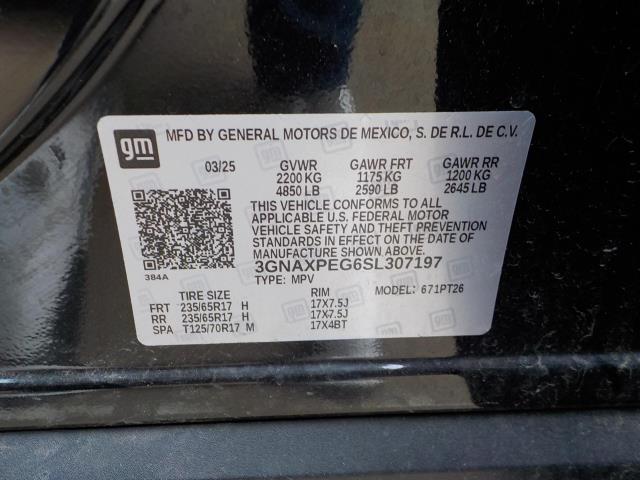 gm MFD BY GENERAL MOTORS DE MEXICO, S. DE R.L. DE C.V.
03/25 GVWR GAWR FRT GAWR RR
2200 KG 1175 KG 1200 KG
4850 LB 2590 LB 2645 LB
THIS VEHICLE CONFORMS TO ALL
APPLICABLE U.S. FEDERAL MOTOR
VEHICLE SAFETY AND THEFT PREVENTION
STANDARDS IN EFFECT ON THE DATE OF
MANUFACTURE SHOWN ABOVE.
384A 3GNAXPEG6SL307197
TYPE: MPV MODEL: 671PT26
TIRE SIZE RIM
FRT 235/65R17 H 17X7.5J
RR 235/65R17 H 17X7.5J
SPA T125/70R17 M 17X4BT